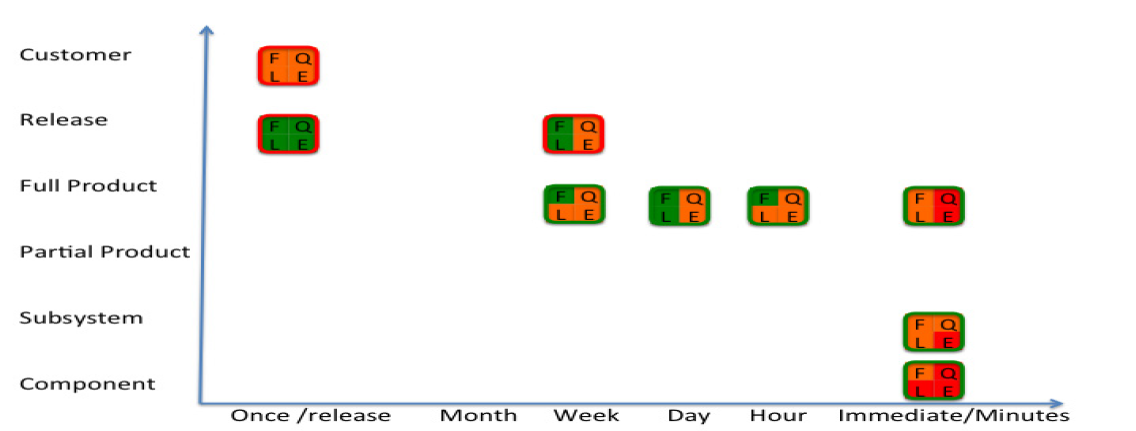 Customer
F Q
L E
Release
F Q
L E
F Q
L E
Full Product
F Q
L E
F Q
L E
F Q
L E
F Q
L E
Partial Product
Subsystem
F Q
L E
Component
F Q
L E
Once /release Month Week Day Hour Immediate/Minutes